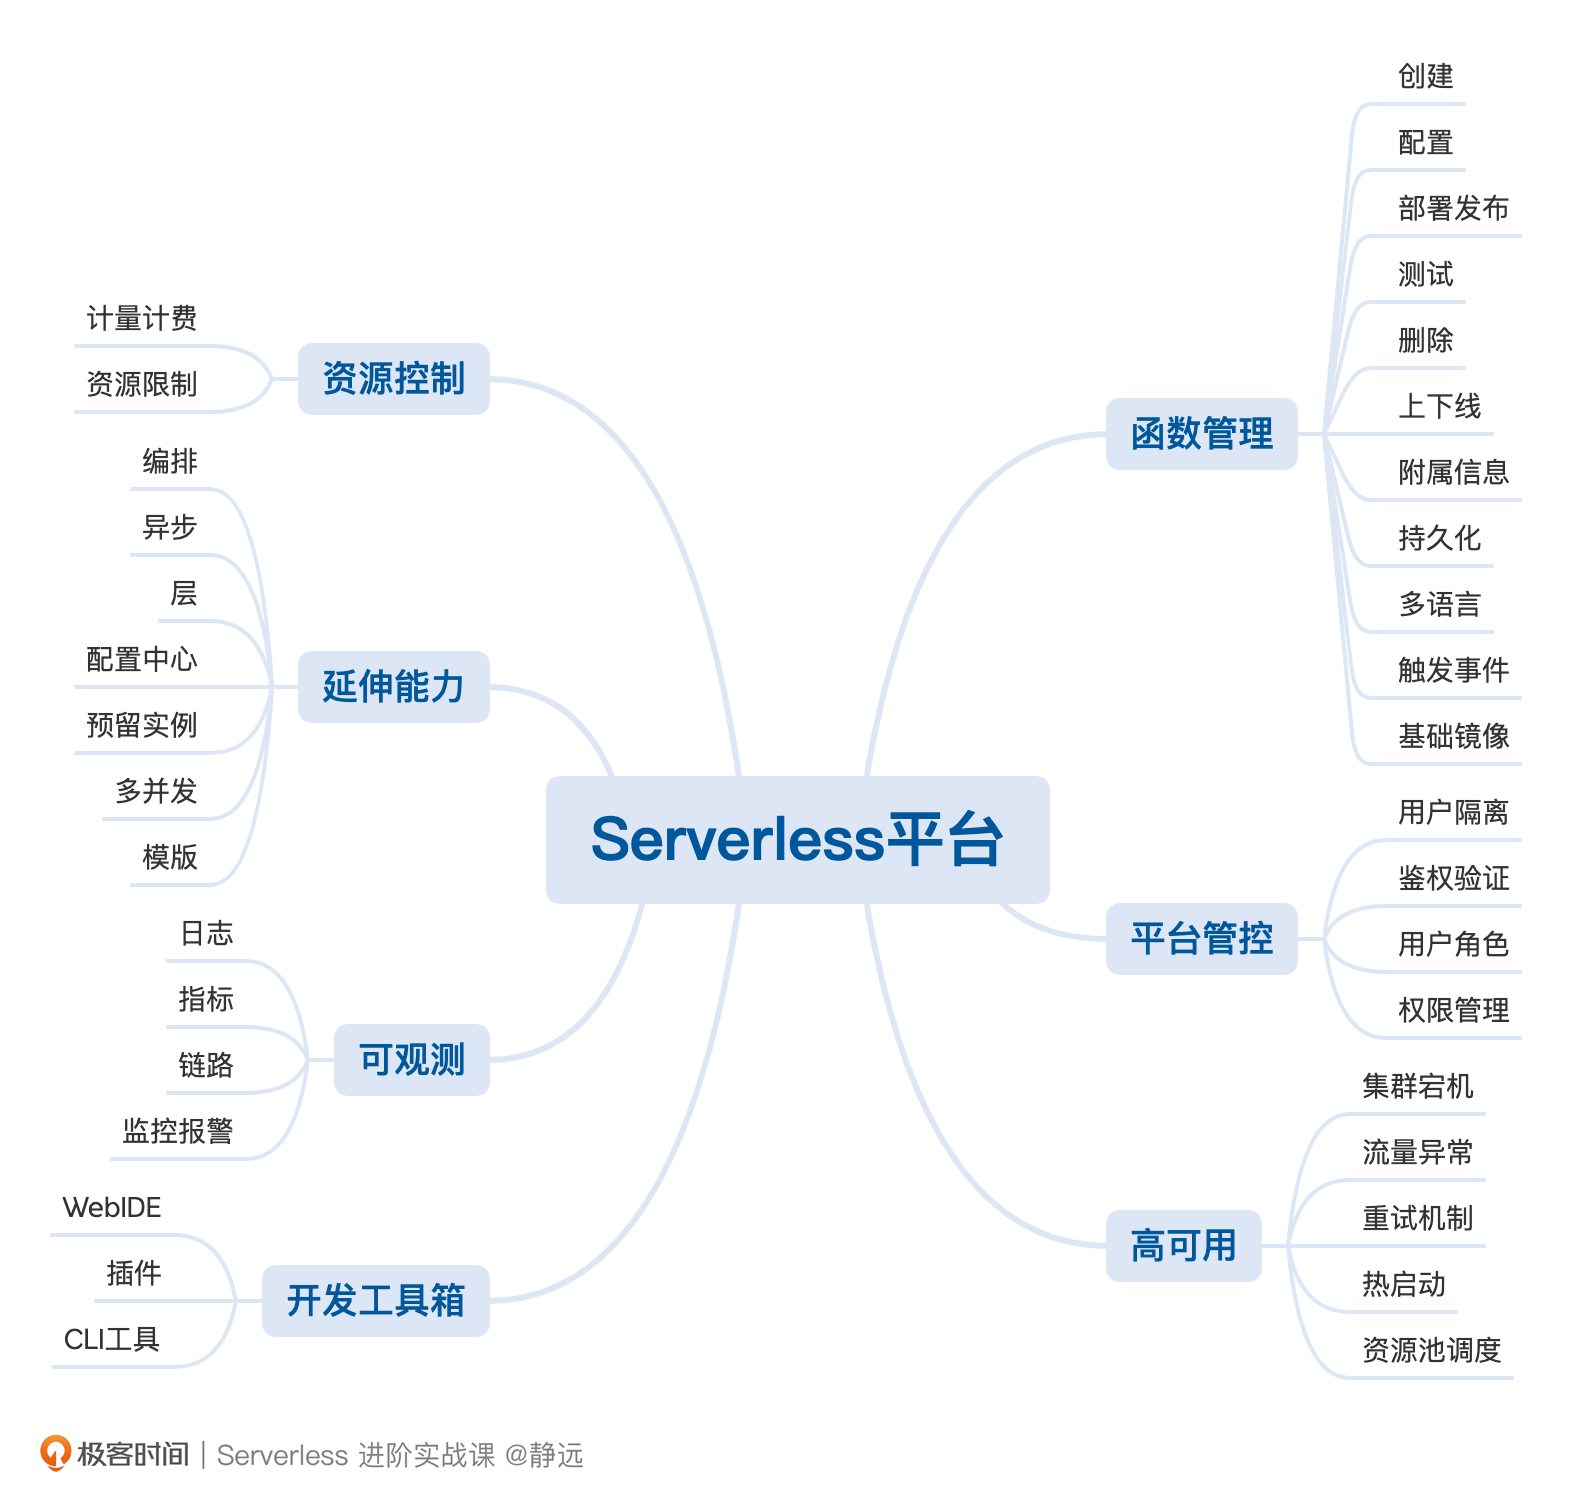 Serverless平台
函数管理
创建
配置
部署发布
测试
删除
上下线
附属信息
持久化
多语言
触发事件
基础镜像
平台管控
用户隔离
鉴权验证
用户角色
权限管理
高可用
集群宕机
流量异常
重试机制
热启动
资源池调度
资源控制
计量计费
资源限制
延伸能力
编排
异步
层
配置中心
预留实例
多并发
模版
可观测
日志
指标
链路
监控报警
开发工具箱
WebIDE
插件
CLI工具
极客时间 | Serverless 进阶实战课 @静远